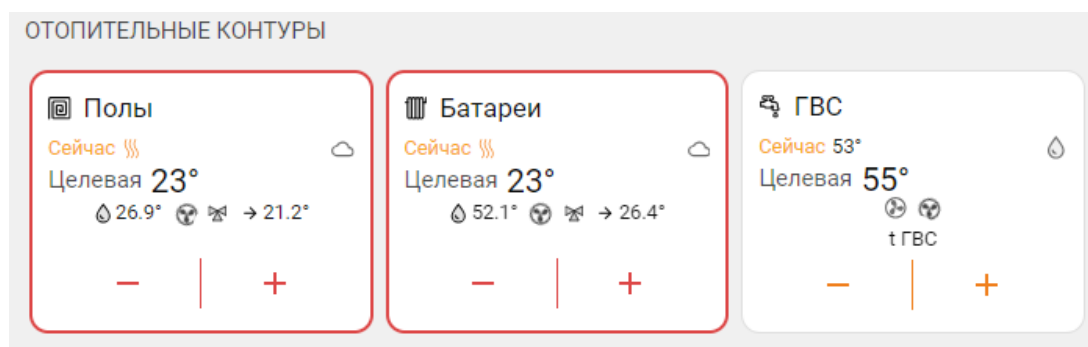 ОТОПИТЕЛЬНЫЕ КОНТУРЫ
Полы
Сейчас
Целевая 23°
26.9° → 21.2°
− +
Батареи
Сейчас
Целевая 23°
52.1° → 26.4°
− +
ГВС
Сейчас 53°
Целевая 55°
t ГВС
− +